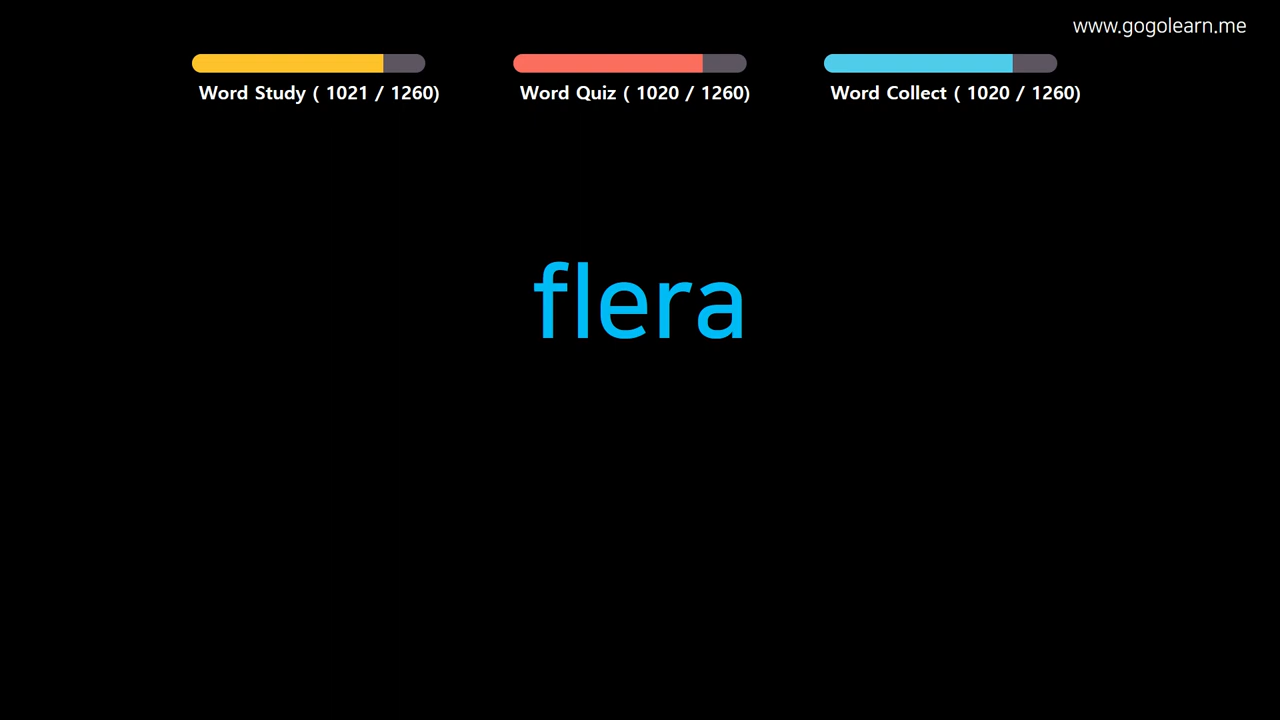 www.gogolearn.me
Word Study ( 1021 / 1260)
Word Quiz ( 1020 / 1260)
Word Collect ( 1020 / 1260)
flera